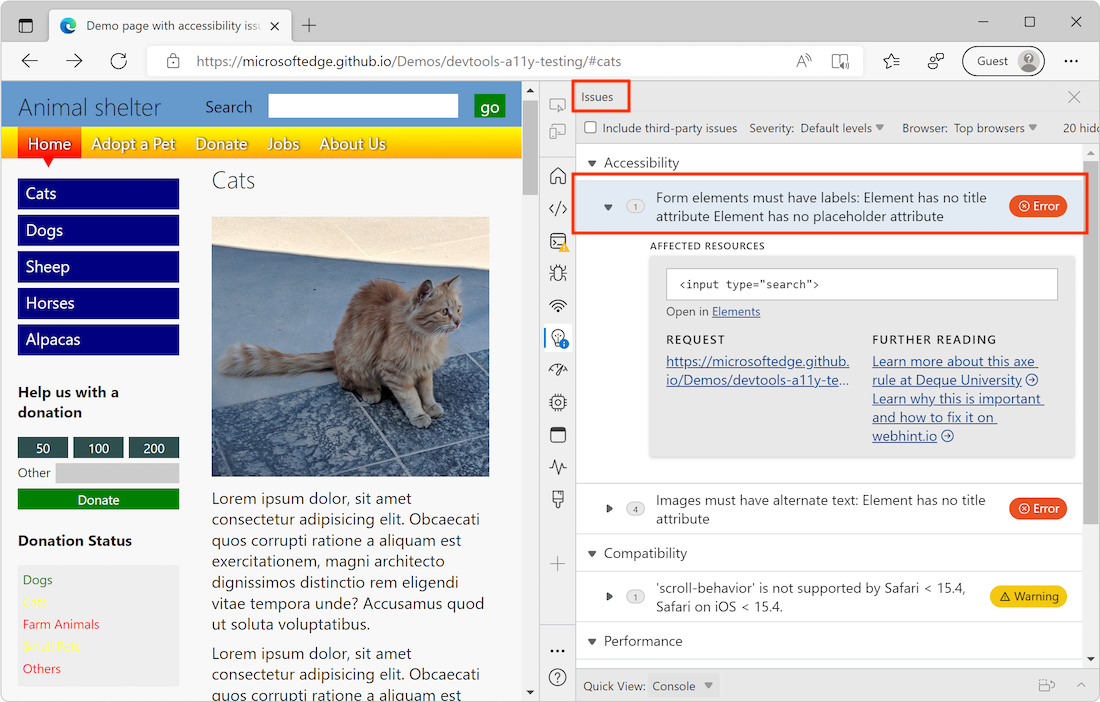 Demo page with accessibility issu
https://microsoftedge.github.io/Demos/devtools-a11y-testing/#cats
Guest
Animal shelter
Search
go
Home
Adopt a Pet
Donate
Jobs
About Us
Cats
Dogs
Sheep
Horses
Alpacas
Help us with a
donation
50
100
200
Other
Donate
Donation Status
Dogs
Cats
Farm Animals
Small Pets
Others
Cats
Lorem ipsum dolor, sit amet
consectetur adipisicing elit. Obcaecati
quos corrupti ratione a aliquam est
exercitationem, magni architecto
dignissimos distinctio rem eligendi
vitae tempora unde? Accusamus quod
ut soluta voluptatibus.
Lorem ipsum dolor, sit amet
consectetur adipisicing elit. Obcaecati
quos corrupti ratione a aliquam est
Issues
Include third-party issues
Severity: Default levels
Browser: Top browsers
20 hidd
Accessibility
1
Form elements must have labels: Element has no title
attribute Element has no placeholder attribute
Error
AFFECTED RESOURCES
<input type="search">
Open in Elements
REQUEST
https://microsoftedge.github.
io/Demos/devtools-a11y-te...
FURTHER READING
Learn more about this axe
rule at Deque University
Learn why this is important
and how to fix it on
webhint.io
4
Images must have alternate text: Element has no title
attribute
Error
Compatibility
1
'scroll-behavior' is not supported by Safari < 15.4,
Safari on iOS < 15.4.
Warning
Performance
Quick View: Console